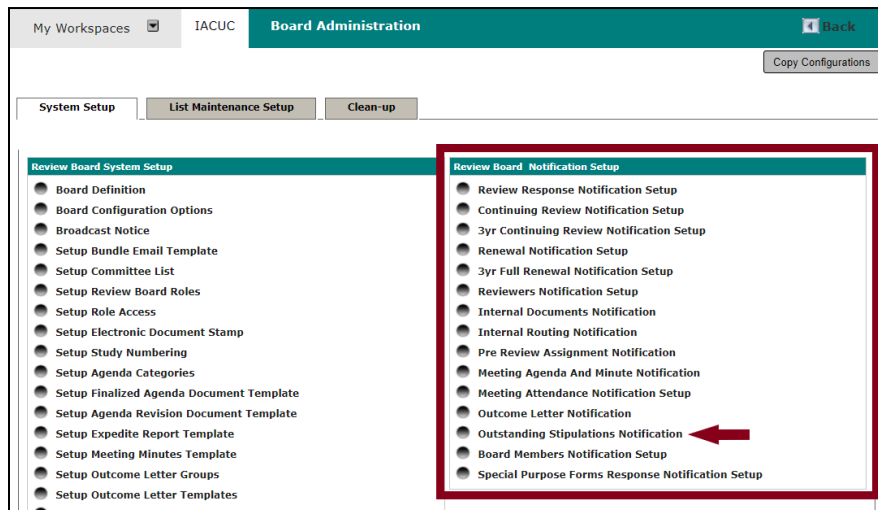 My Workspaces
IACUC
Board Administration
Back
Copy Configurations
System Setup
List Maintenance Setup
Clean-up
Review Board System Setup
Board Definition
Board Configuration Options
Broadcast Notice
Setup Bundle Email Template
Setup Committee List
Setup Review Board Roles
Setup Role Access
Setup Electronic Document Stamp
Setup Study Numbering
Setup Agenda Categories
Setup Finalized Agenda Document Template
Setup Agenda Revision Document Template
Setup Expedite Report Template
Setup Meeting Minutes Template
Setup Outcome Letter Groups
Setup Outcome Letter Templates
Review Board Notification Setup
Review Response Notification Setup
Continuing Review Notification Setup
3yr Continuing Review Notification Setup
Renewal Notification Setup
3yr Full Renewal Notification Setup
Reviewers Notification Setup
Internal Documents Notification
Internal Routing Notification
Pre Review Assignment Notification
Meeting Agenda And Minute Notification
Meeting Attendance Notification Setup
Outcome Letter Notification
Outstanding Stipulations Notification
Board Members Notification Setup
Special Purpose Forms Response Notification Setup